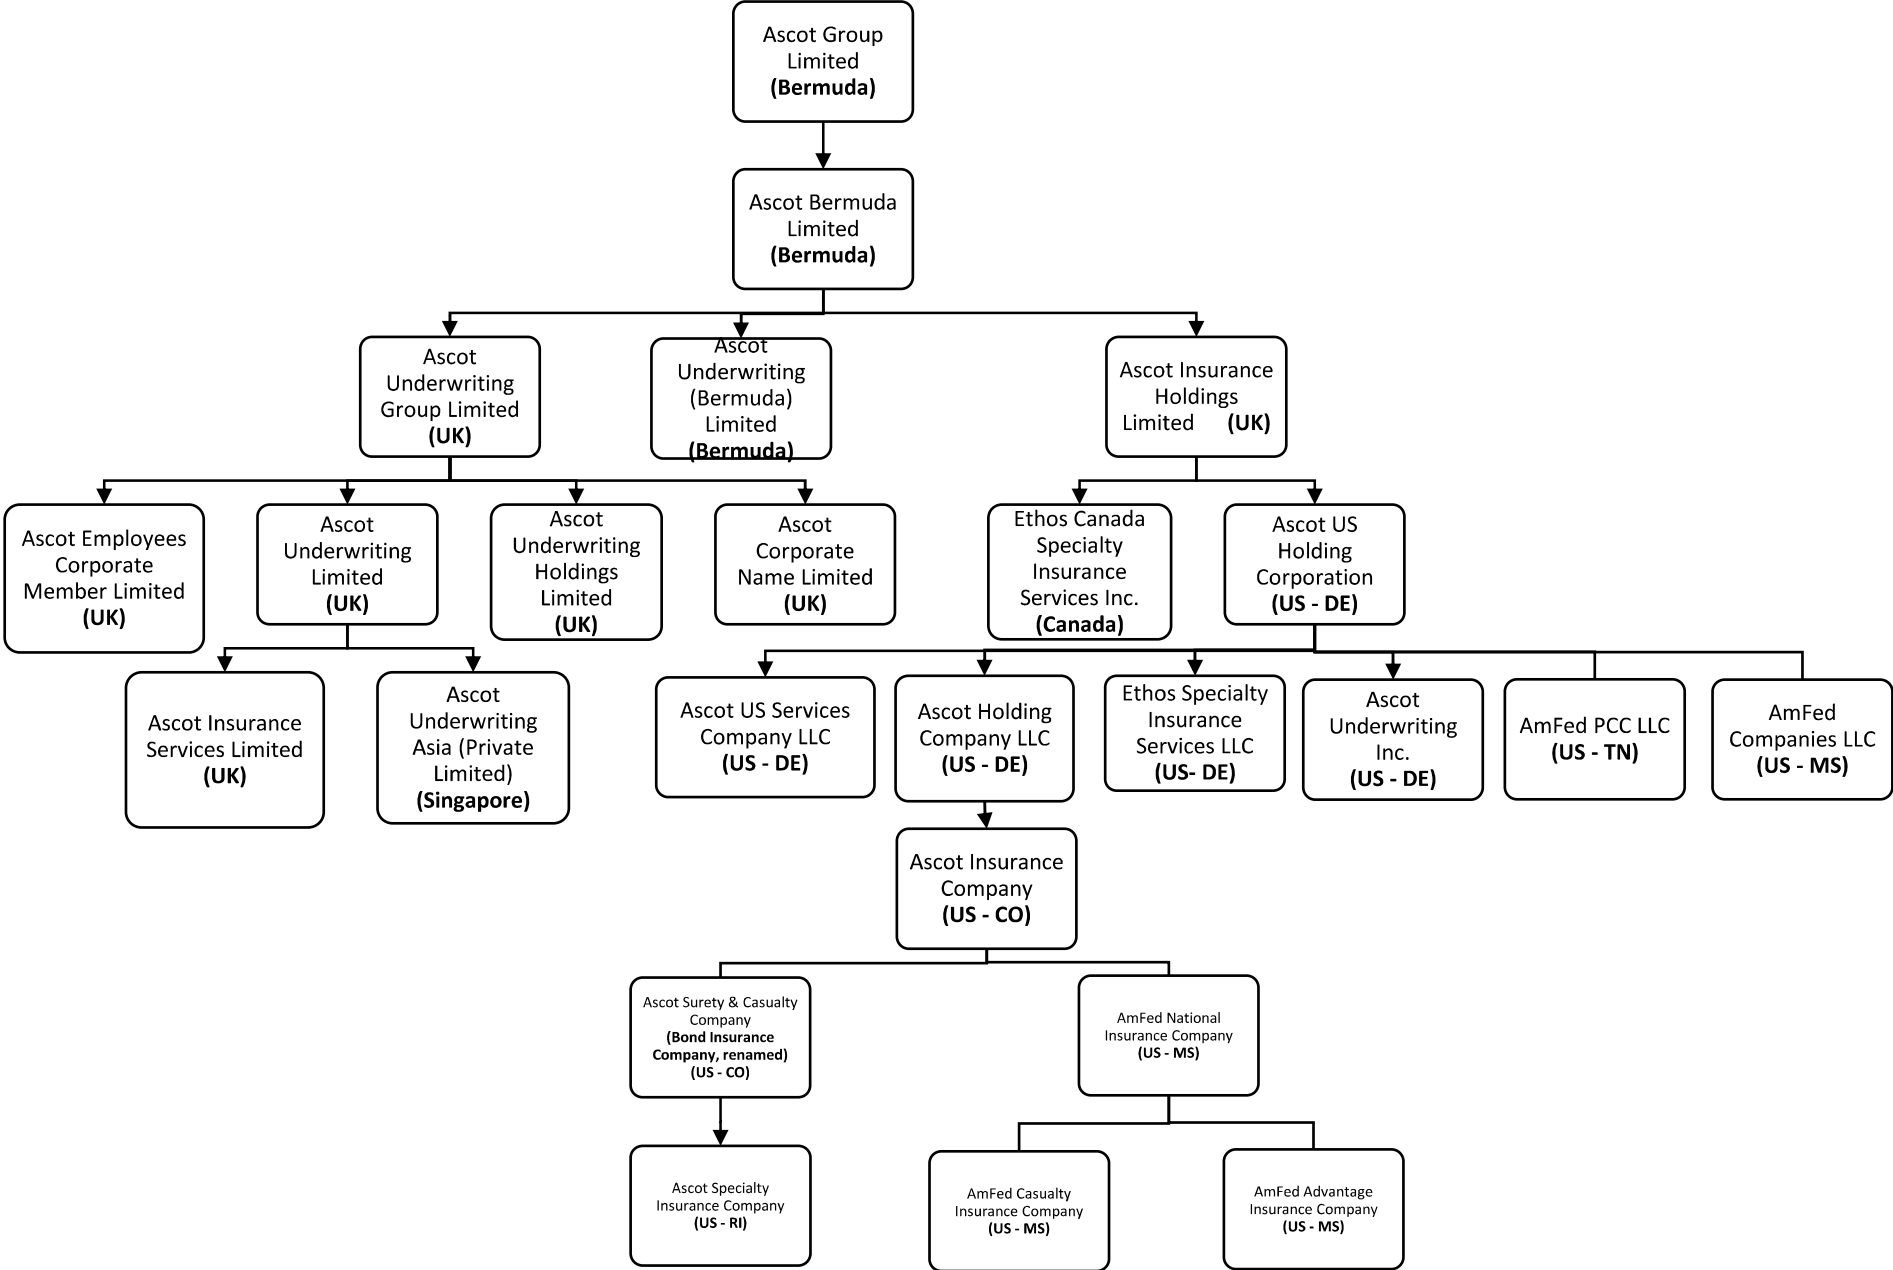 Ascot Group
Limited
(Bermuda)
Ascot Bermuda
Limited
(Bermuda)
Ascot
Underwriting
Group Limited
(UK)
Ascot
Underwriting
(Bermuda)
Limited
(Bermuda)
Ascot Insurance
Holdings
Limited (UK)
Ascot Employees
Corporate
Member Limited
(UK)
Ascot
Underwriting
Limited
(UK)
Ascot
Underwriting
Holdings
Limited
(UK)
Ascot
Corporate
Name Limited
(UK)
Ethos Canada
Specialty
Insurance
Services Inc.
(Canada)
Ascot US
Holding
Corporation
(US - DE)
Ascot Insurance
Services Limited
(UK)
Ascot
Underwriting
Asia (Private
Limited)
(Singapore)
Ascot US Services
Company LLC
(US - DE)
Ascot Holding
Company LLC
(US - DE)
Ethos Specialty
Insurance
Services LLC
(US- DE)
Ascot
Underwriting
Inc.
(US - DE)
AmFed PCC LLC
(US - TN)
AmFed
Companies LLC
(US - MS)
Ascot Insurance
Company
(US - CO)
Ascot Surety & Casualty
Company
(Bond Insurance
Company, renamed)
(US - CO)
AmFed National
Insurance Company
(US - MS)
Ascot Specialty
Insurance Company
(US - RI)
AmFed Casualty
Insurance Company
(US - MS)
AmFed Advantage
Insurance Company
(US - MS)